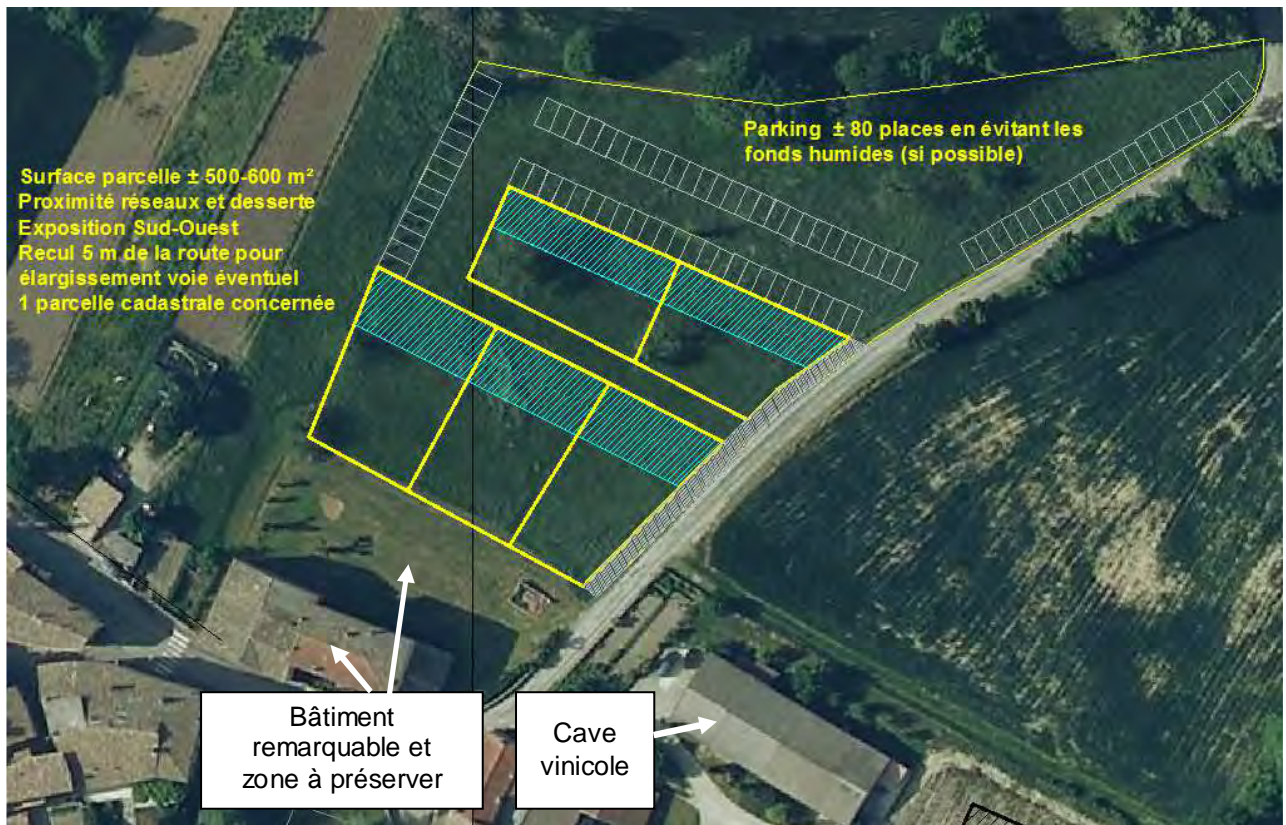 Parking ± 80 places en évitant les
fonds humides (si possible)
Surface parcelle ± 500-600 m²
Proximité réseaux et desserte
Exposition Sud-Ouest
Recul 5 m de la route pour
élargissement voie éventuel
1 parcelle cadastrale concernée
Bâtiment
remarquable et
zone à préserver
Cave
vinicole